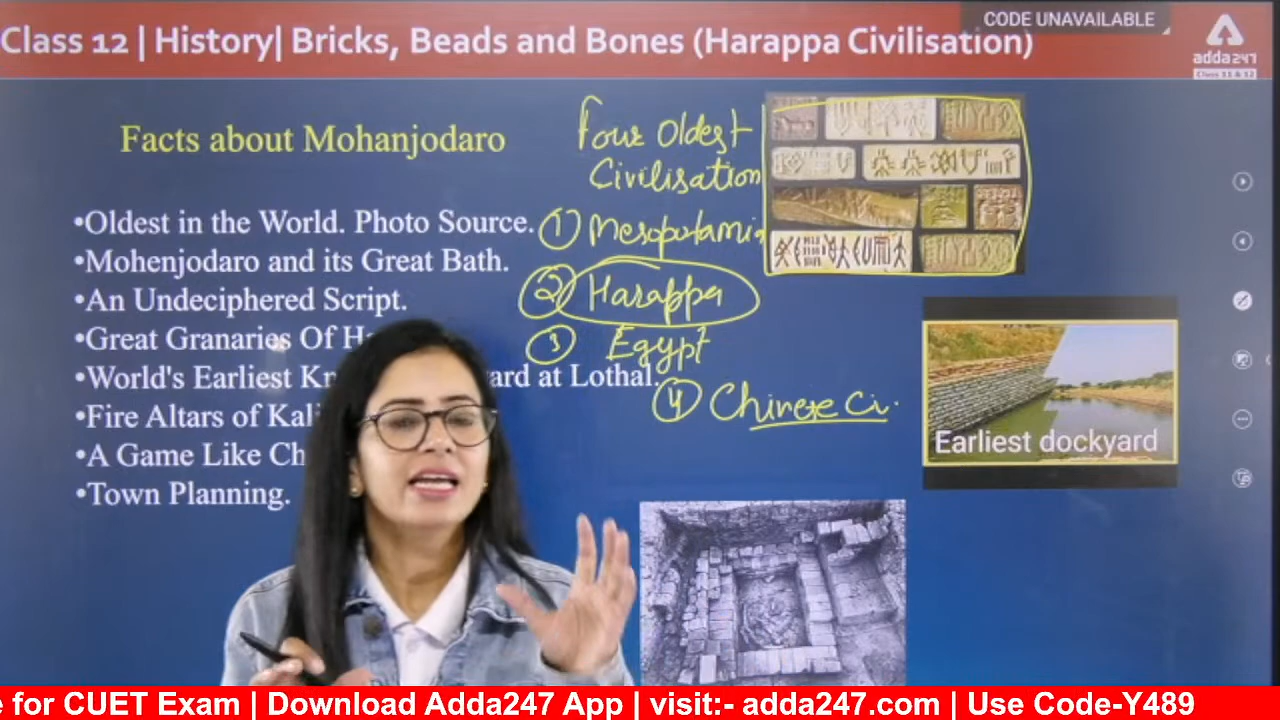 CODE UNAVAILABLE
Class 12 | History| Bricks, Beads and Bones (Harappa Civilisation)
adda247
Class 11 & 12
Facts about Mohanjodaro
•Oldest in the World. Photo Source.
•Mohenjodaro and its Great Bath.
•An Undeciphered Script.
•Great Granaries Of
•World's Earliest at Lothal.
•Fire Altars of
•A Game Like
•Town Planning.
Four Oldest
Civilisation
① Mesopotamia
② Harappa
③ Egypt
④ Chinese Ci.
Earliest dockyard
for CUET Exam | Download Adda247 App | visit:- adda247.com | Use Code-Y489